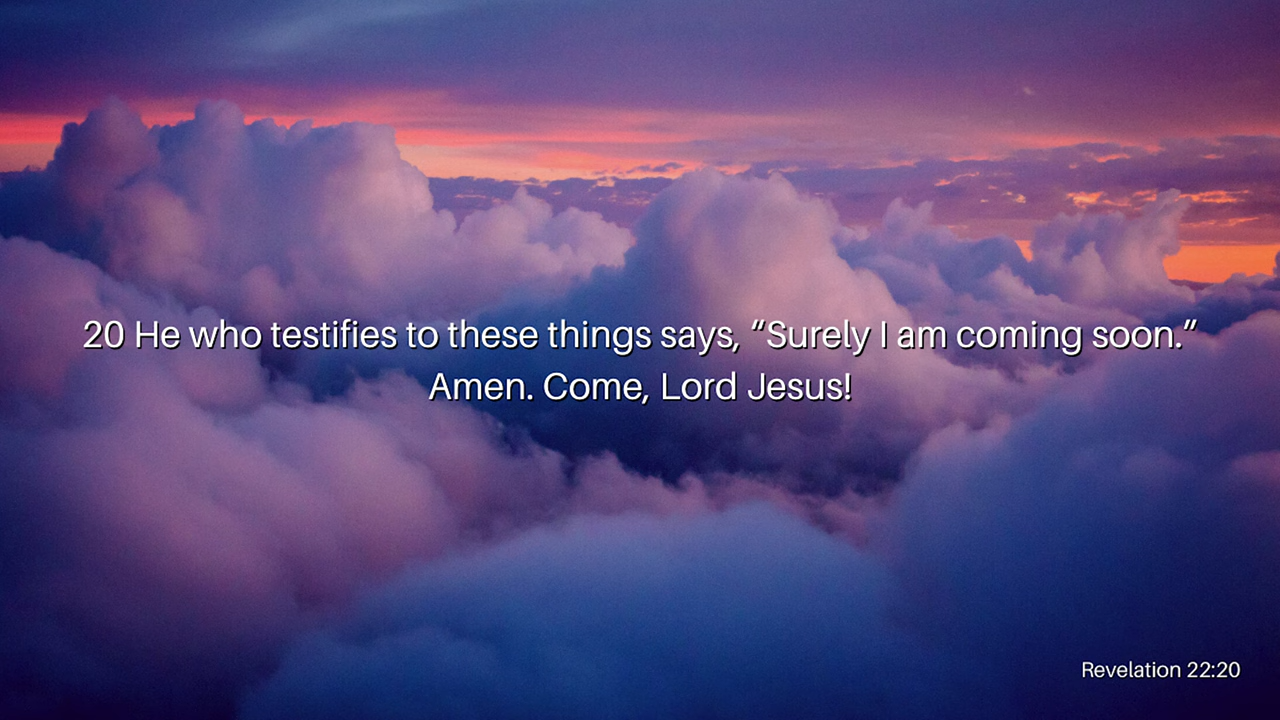 20 He who testifies to these things says, “Surely I am coming soon.”
Amen. Come, Lord Jesus!
Revelation 22:20